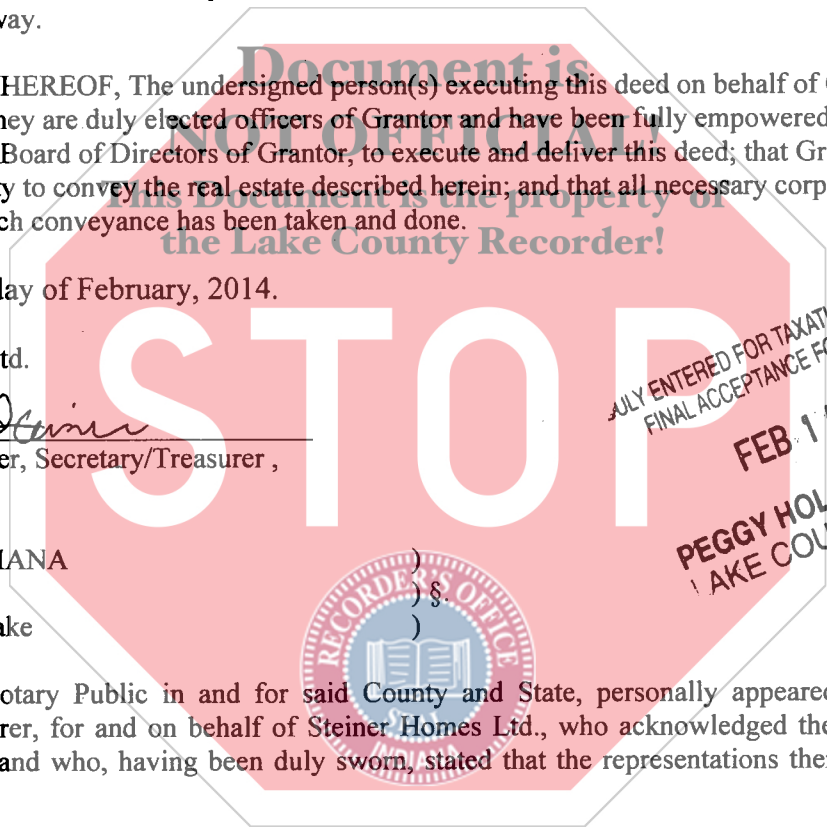 way.
Document is
HEREOF, The undersigned person(s) executing this deed on behalf of
hey are duly elected officers of Grantor and have been fully empowered
NOT OFFICIAL!
Board of Directors of Grantor, to execute and deliver this deed; that Gr
y to convey the real estate described herein; and that all necessary corp
This Document is the property of
ch conveyance has been taken and done.
the Lake County Recorder!
day of February, 2014.
STOP
td.
Steiner
er, Secretary/Treasurer ,
DULY ENTERED FOR TAXATI
FINAL ACCEPTANCE FO
FEB 1
PEGGY HOL
LAKE COU
IANA )
) §.
ake )
RECORDER'S OFFICE
SEAL
INDIANA
otary Public in and for said County and State, personally appeared
rer, for and on behalf of Steiner Homes Ltd., who acknowledged the
and who, having been duly sworn, stated that the representations the